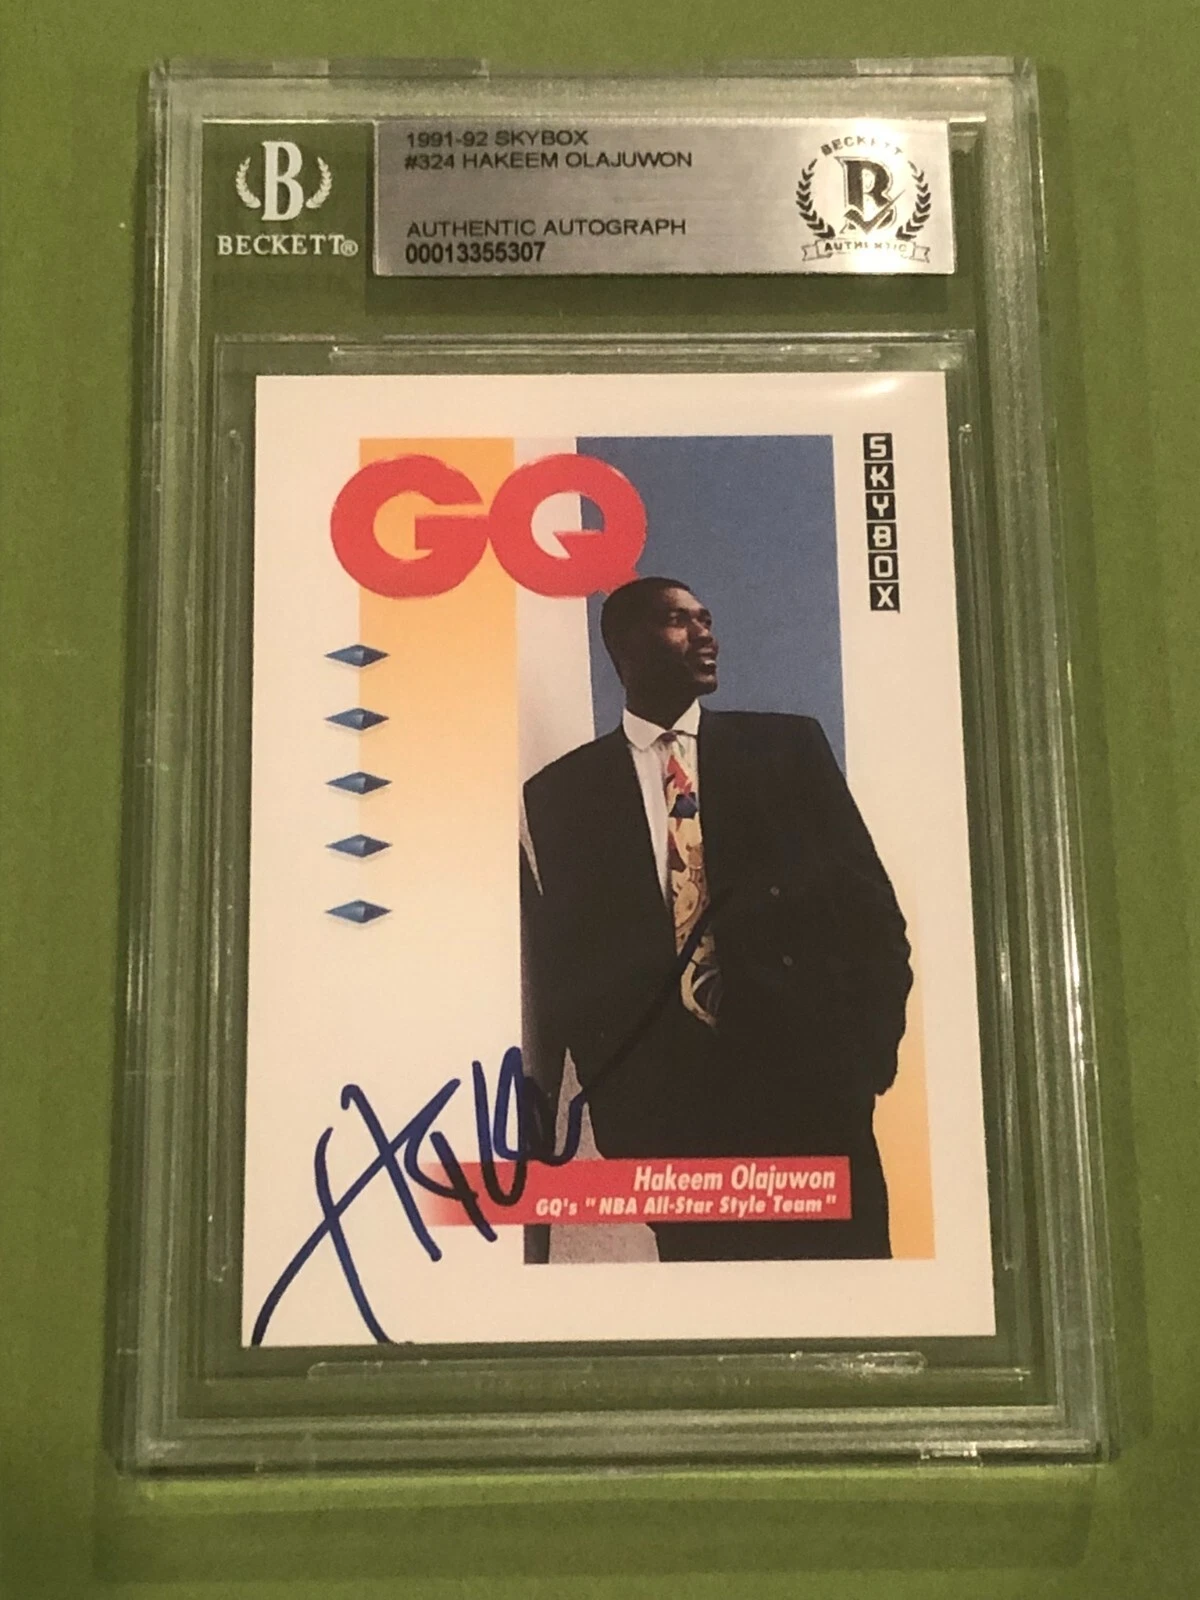 B
BECKETT®
1991-92 SKYBOX
#324 HAKEEM OLAJUWON
AUTHENTIC AUTOGRAPH
00013355307
BECKETT
B
AUTHENTIC
GQ
SKYBOX
Hakeem Olajuwon
GQ's "NBA All-Star Style Team"